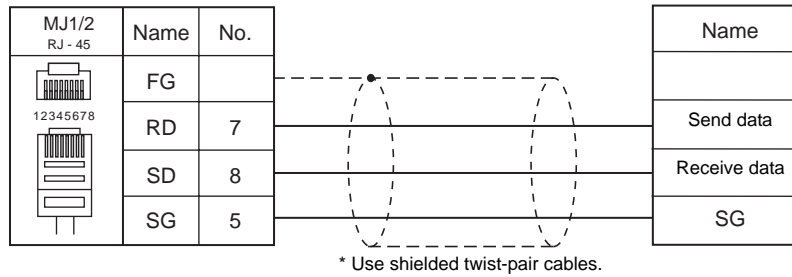 MJ1/2 Name No. Name
RJ - 45
FG
12345678
RD 7 Send data
SD 8 Receive data
SG 5 SG
* Use shielded twist-pair cables.